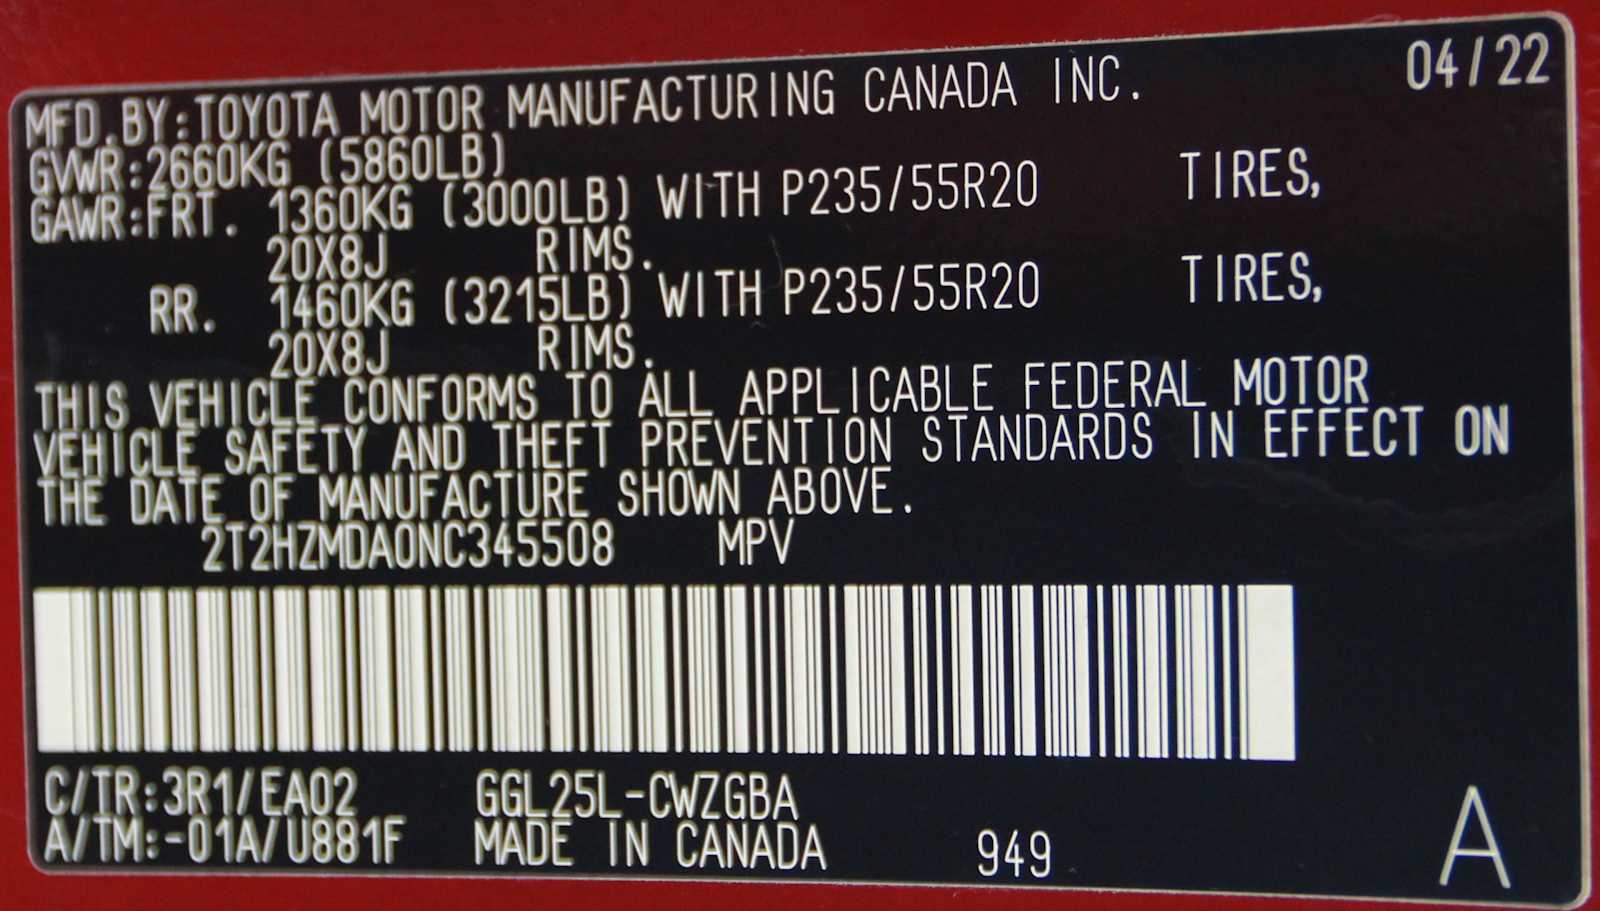 MFD.BY:TOYOTA MOTOR MANUFACTURING CANADA INC. 04/22
GVWR:2660KG (5860LB)
GAWR:FRT. 1360KG (3000LB) WITH P235/55R20 TIRES,
20X8J RIMS.
RR. 1460KG (3215LB) WITH P235/55R20 TIRES,
20X8J RIMS.
THIS VEHICLE CONFORMS TO ALL APPLICABLE FEDERAL MOTOR
VEHICLE SAFETY AND THEFT PREVENTION STANDARDS IN EFFECT ON
THE DATE OF MANUFACTURE SHOWN ABOVE.
2T2HZMDA0NC345508 MPV
C/TR:3R1/EA02 GGL25L-CWZGBA
A/TM:-01A/U881F MADE IN CANADA 949 A